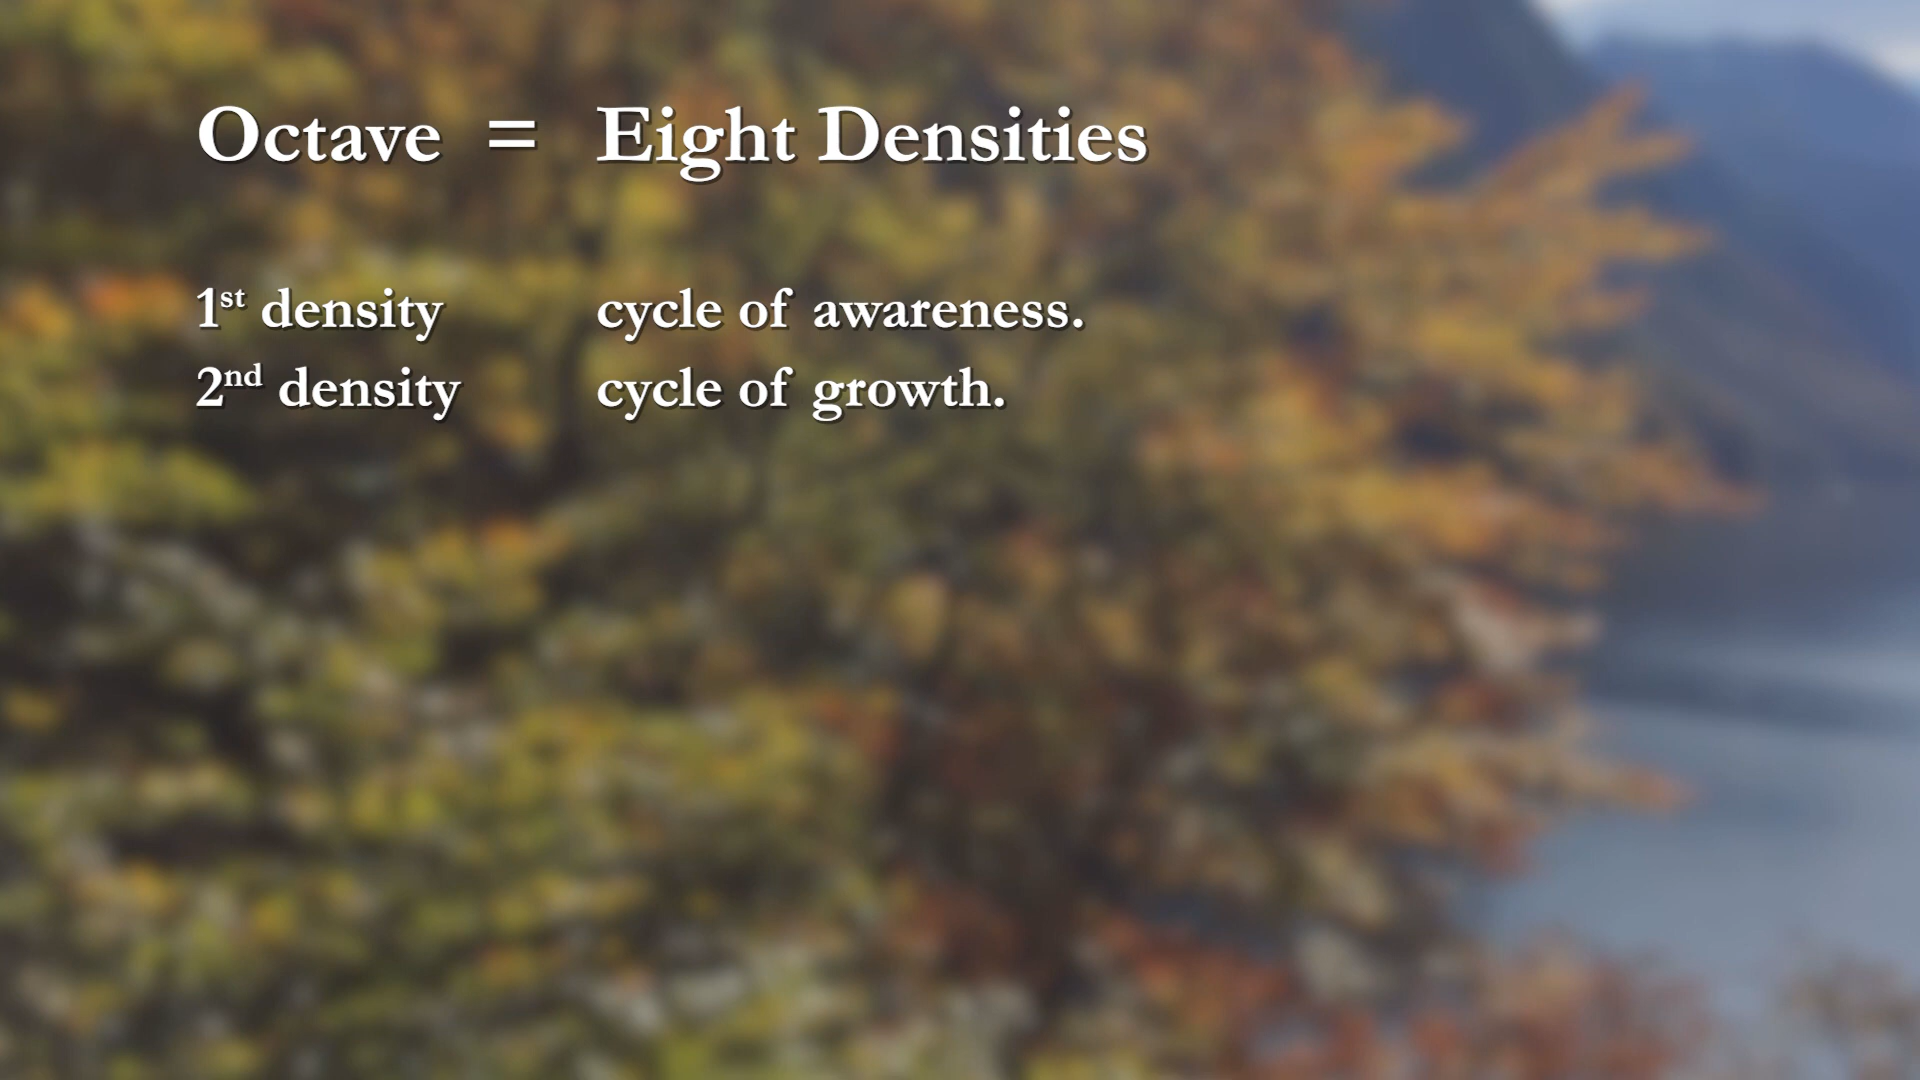 Octave = Eight Densities
1st density cycle of awareness.
2nd density cycle of growth.